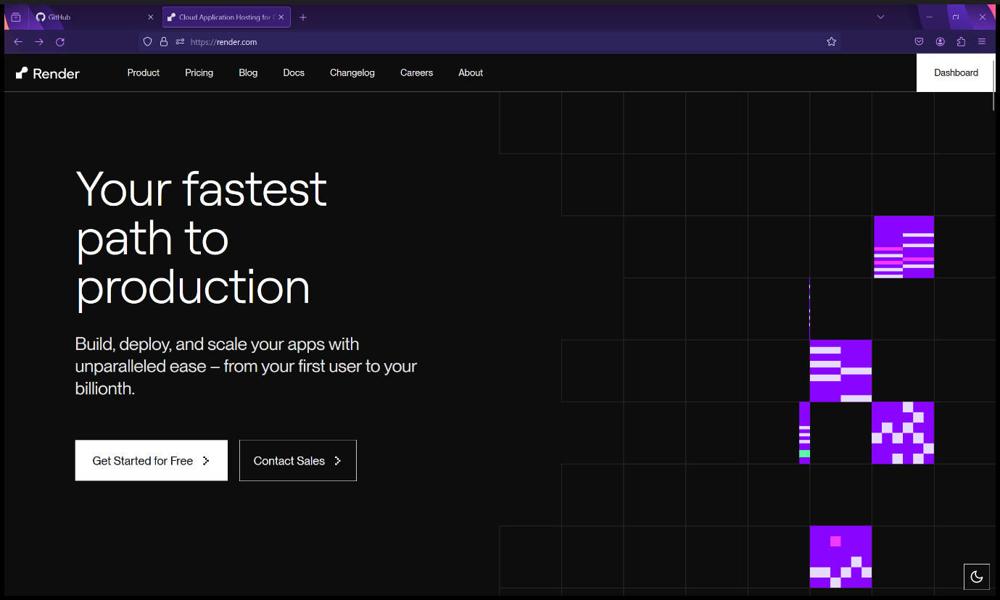 GitHub
Cloud Application Hosting for
https://render.com
Render
Product
Pricing
Blog
Docs
Changelog
Careers
About
Dashboard
Your fastest
path to
production
Build, deploy, and scale your apps with
unparalleled ease – from your first user to your
billionth.
Get Started for Free
Contact Sales